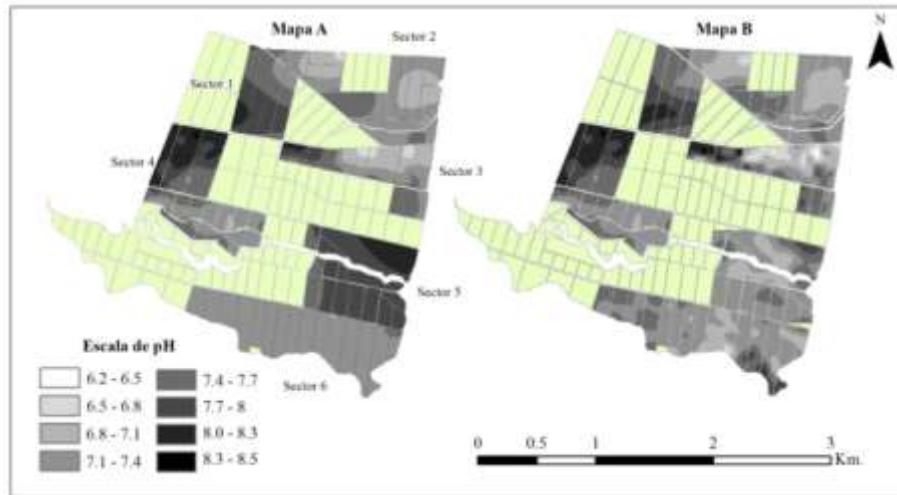 Mapa A
Sector 2
Mapa B
N
Sector 1
Sector 4
Sector 3
Sector 5
Sector 6
Escala de pH
6.2 - 6.5
6.5 - 6.8
6.8 - 7.1
7.1 - 7.4
7.4 - 7.7
7.7 - 8
8.0 - 8.3
8.3 - 8.5
0 0.5 1 2 3
Km.